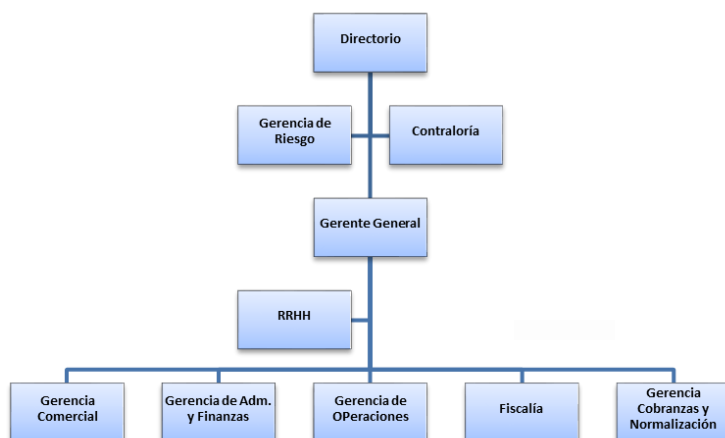 Directorio
Gerencia de
Riesgo
Contraloría
Gerente General
RRHH
Gerencia
Comercial
Gerencia de Adm.
y Finanzas
Gerencia de
OPeraciones
Fiscalía
Gerencia
Cobranzas y
Normalización